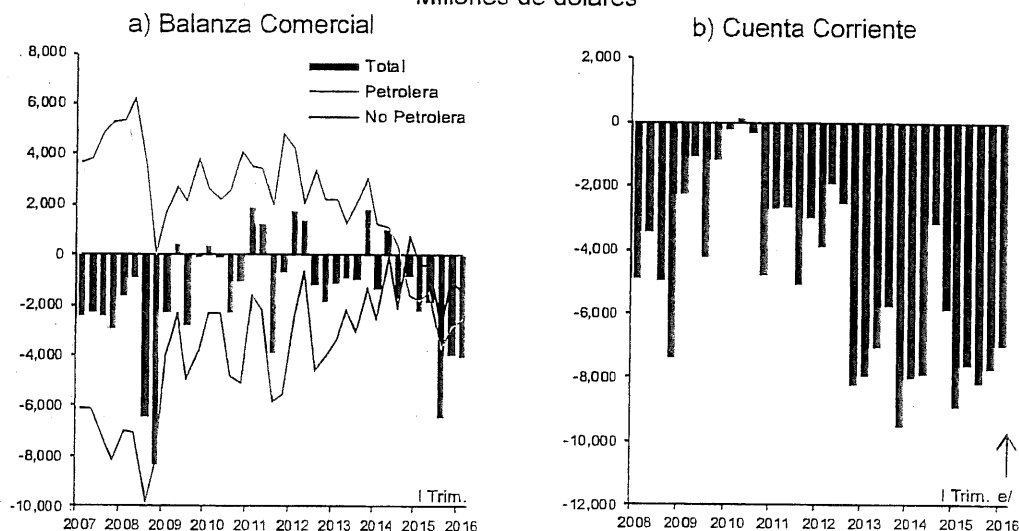 Millones de dólares
a) Balanza Comercial
8,000
6,000
4,000
2,000
0
-2,000
-4,000
-6,000
-8,000
-10,000
Total
Petrolera
No Petrolera
I Trim.
2007 2008 2009 2010 2011 2012 2013 2014 2015 2016
b) Cuenta Corriente
2,000
0
-2,000
-4,000
-6,000
-8,000
-10,000
-12,000
I Trim. e/
2008 2009 2010 2011 2012 2013 2014 2015 2016